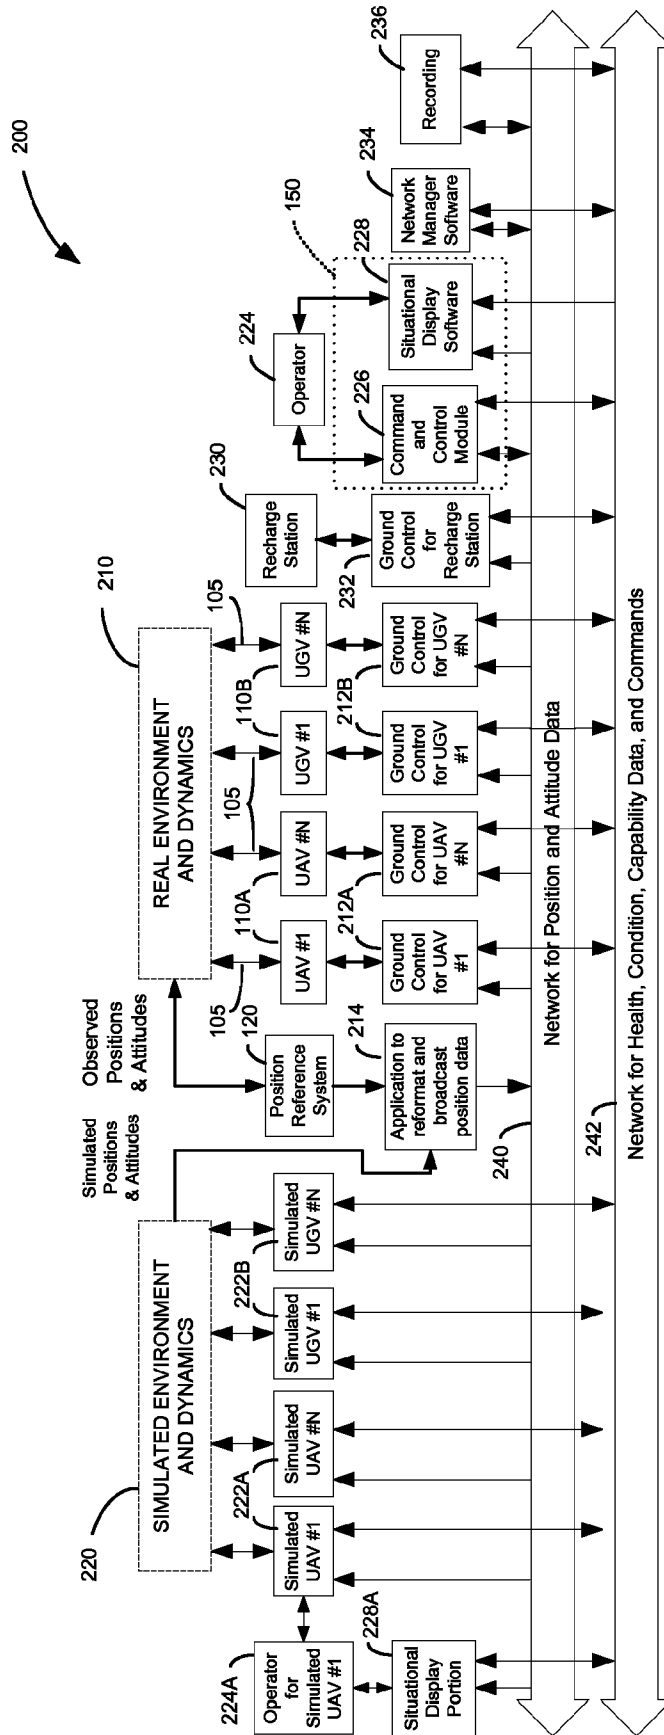 200
SIMULATED ENVIRONMENT
AND DYNAMICS
220
Simulated
Positions
& Attitudes
Observed
Positions
& Attitudes
REAL ENVIRONMENT
AND DYNAMICS
210
105
105
105
224A
Operator
for
Simulated
UAV #1
222A
Simulated
UAV #1
Simulated
UAV #N
222B
Simulated
UGV #1
Simulated
UGV #N
120
Position
Reference
System
110A
UAV #1
UAV #N
110B
UGV #1
UGV #N
230
Recharge
Station
224
Operator
150
228A
Situational
Display
Portion
214
Application to
reformat and
broadcast
position data
212A
Ground Control
for UAV
#1
Ground Control
for UAV
#N
212B
Ground Control
for UGV
#1
Ground Control
for UGV
#N
232
Ground Control
for
Recharge
Station
226
Command
and
Control
Module
228
Situational
Display
Software
234
Network
Manager
Software
236
Recording
240
Network for Position and Attitude Data
242
Network for Health, Condition, Capability Data, and Commands